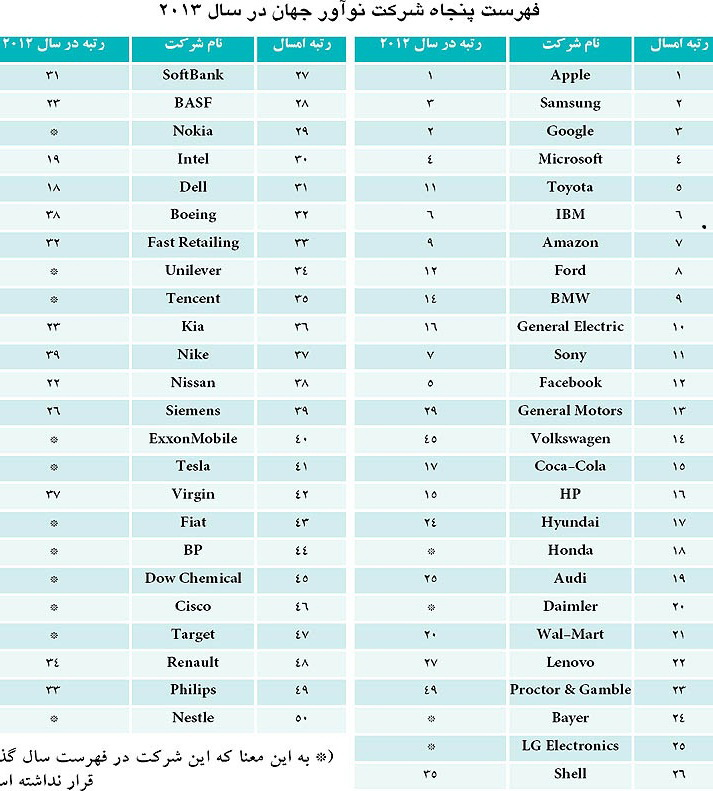 فهرست پنجاه شرکت نوآور جهان در سال ۲۰۱۳
رتبه امسال نام شرکت رتبه در سال ۲۰۱۲
۱ Apple ۱
۲ Samsung ۳
۳ Google ۲
۴ Microsoft ۴
۵ Toyota ۱۱
۶ IBM ۶
۷ Amazon ۹
۸ Ford ۱۲
۹ BMW ۱۴
۱۰ General Electric ۱۶
۱۱ Sony ۷
۱۲ Facebook ۵
۱۳ General Motors ۲۹
۱۴ Volkswagen ۴۵
۱۵ Coca-Cola ۱۷
۱۶ HP ۱۵
۱۷ Hyundai ۲۴
۱۸ Honda *
۱۹ Audi ۲۵
۲۰ Daimler *
۲۱ Wal-Mart ۲۰
۲۲ Lenovo ۲۷
۲۳ Proctor & Gamble ۴۹
۲۴ Bayer *
۲۵ LG Electronics *
۲۶ Shell ۳۵
رتبه امسال نام شرکت رتبه در سال ۲۰۱۲
۲۷ SoftBank ۳۱
۲۸ BASF ۲۳
۲۹ Nokia *
۳۰ Intel ۱۹
۳۱ Dell ۱۸
۳۲ Boeing ۳۸
۳۳ Fast Retailing ۳۲
۳۴ Unilever *
۳۵ Tencent *
۳۶ Kia ۲۳
۳۷ Nike ۳۹
۳۸ Nissan ۲۲
۳۹ Siemens ۲۶
۴۰ ExxonMobile *
۴۱ Tesla *
۴۲ Virgin ۳۷
۴۳ Fiat *
۴۴ BP *
۴۵ Dow Chemical *
۴۶ Cisco *
۴۷ Target *
۴۸ Renault ۳۴
۴۹ Philips ۳۳
۵۰ Nestle *
(* به این معنا که این شرکت در فهرست سال
قرار نداشته